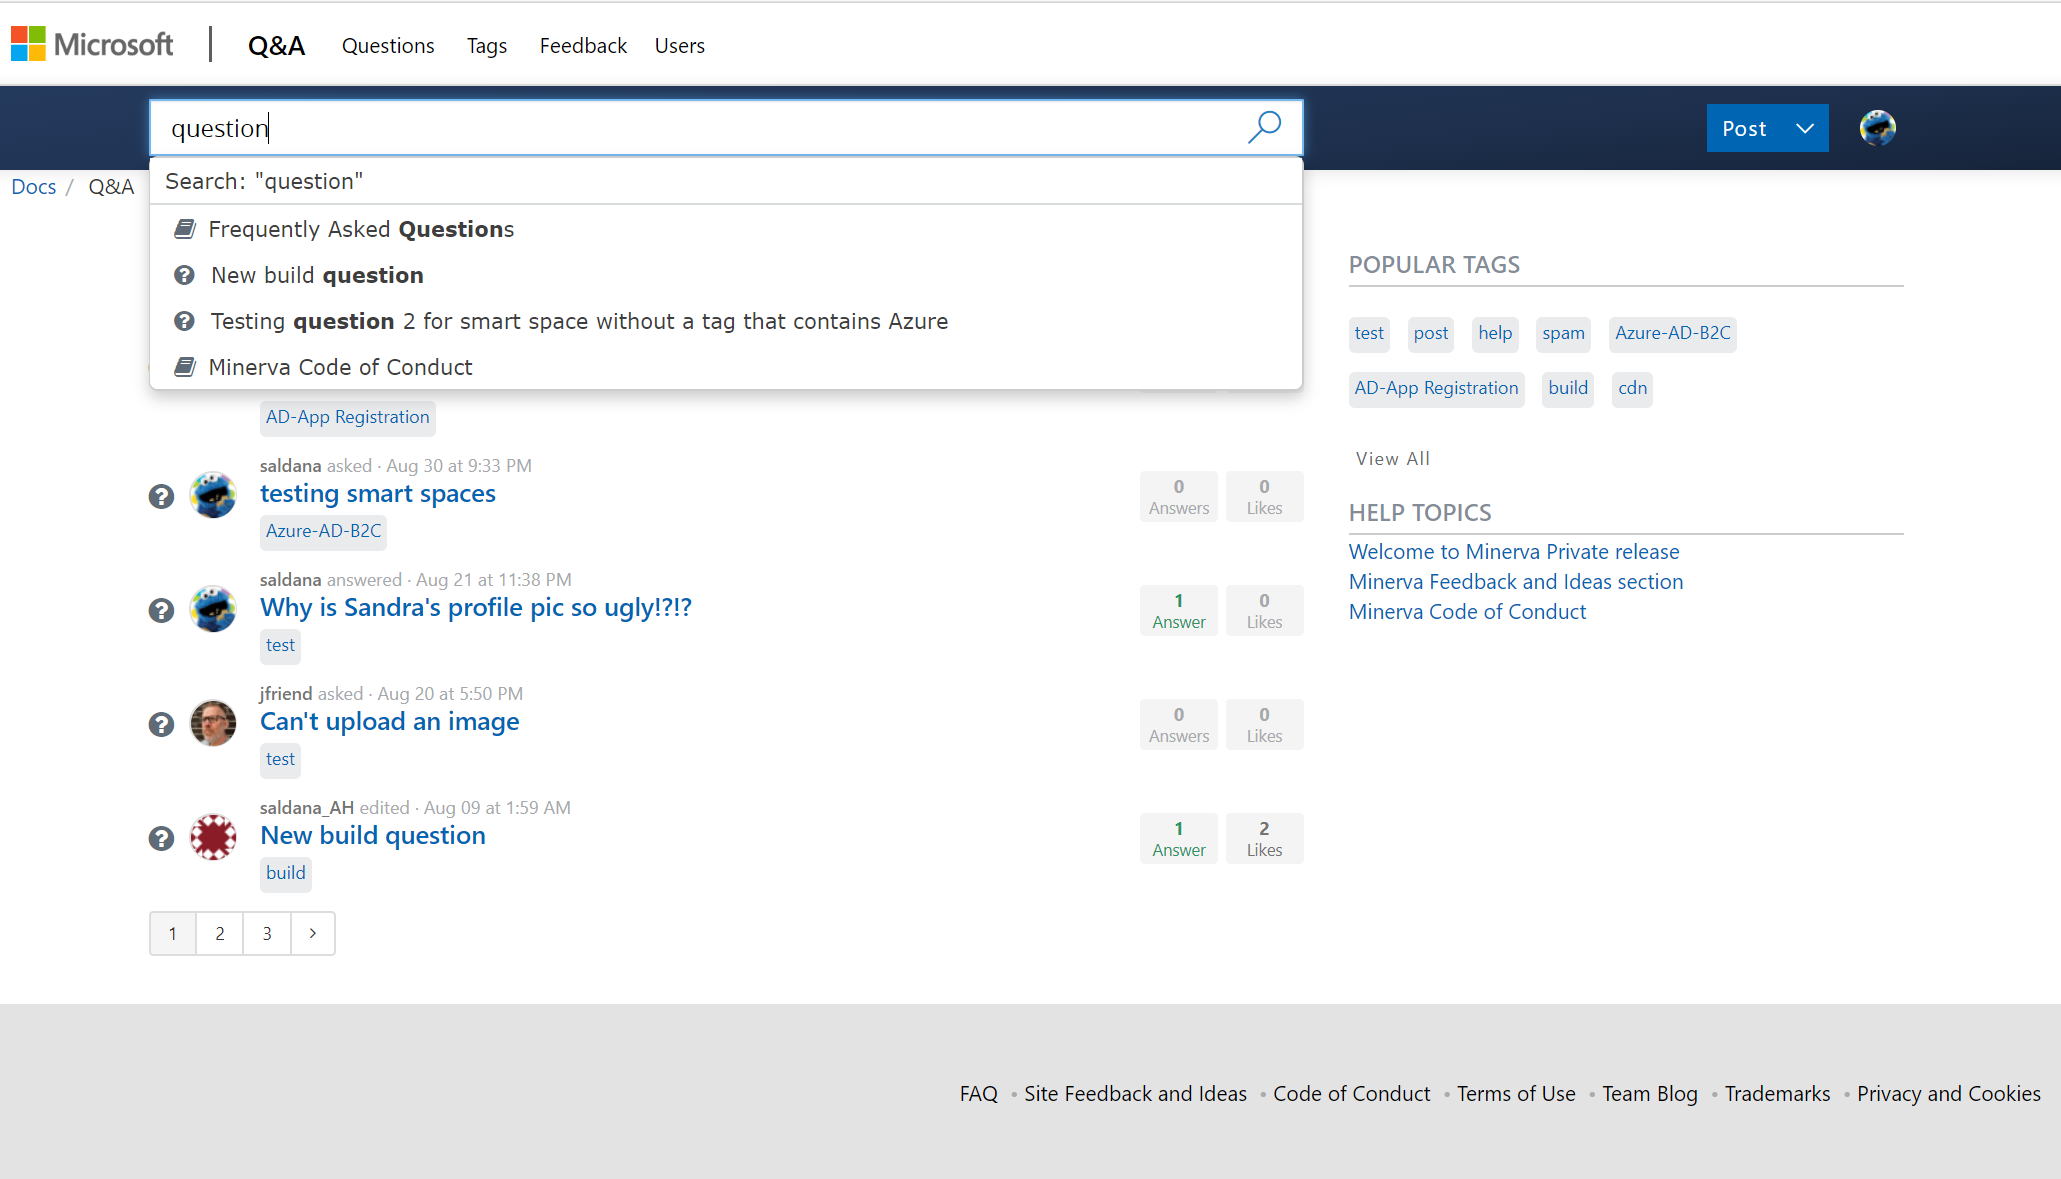 Microsoft Q&A Questions Tags Feedback Users
question
Post
Docs / Q&A
Search: "question"
Frequently Asked Questions
New build question
Testing question 2 for smart space without a tag that contains Azure
Minerva Code of Conduct
AD-App Registration
saldana asked · Aug 30 at 9:33 PM
testing smart spaces
Azure-AD-B2C
0 Answers
0 Likes
saldana answered · Aug 21 at 11:38 PM
Why is Sandra's profile pic so ugly!?!?
test
1 Answer
0 Likes
jfriend asked · Aug 20 at 5:50 PM
Can't upload an image
test
0 Answers
0 Likes
saldana_AH edited · Aug 09 at 1:59 AM
New build question
build
1 Answer
2 Likes
1 2 3 >
POPULAR TAGS
test post help spam Azure-AD-B2C
AD-App Registration build cdn
View All
HELP TOPICS
Welcome to Minerva Private release
Minerva Feedback and Ideas section
Minerva Code of Conduct
FAQ • Site Feedback and Ideas • Code of Conduct • Terms of Use • Team Blog • Trademarks • Privacy and Cookies